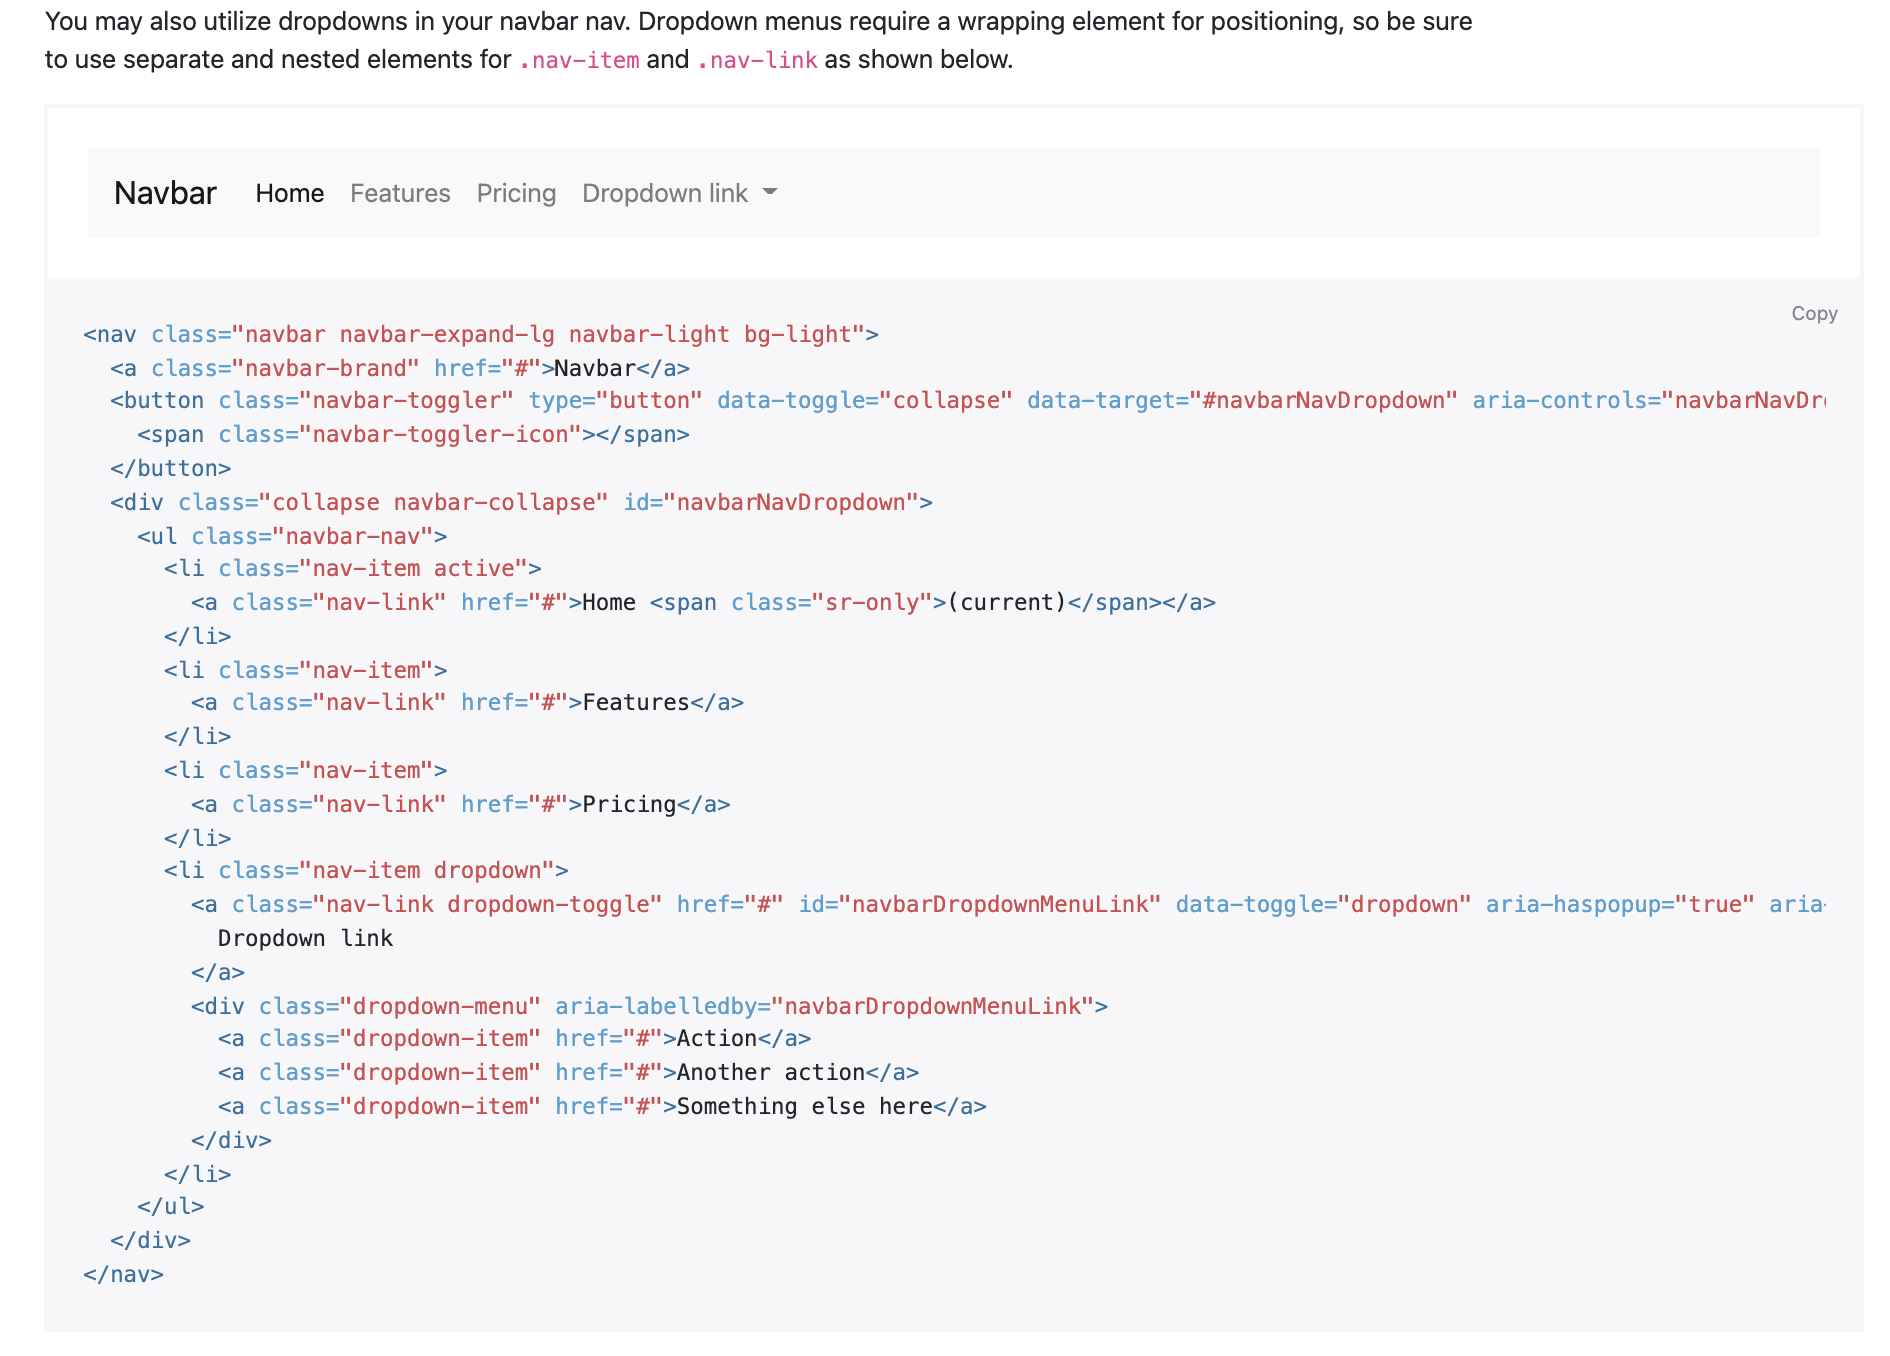 You may also utilize dropdowns in your navbar nav. Dropdown menus require a wrapping element for positioning, so be sure
to use separate and nested elements for .nav-item and .nav-link as shown below.
Navbar Home Features Pricing Dropdown link
Copy
<nav class="navbar navbar-expand-lg navbar-light bg-light">
  <a class="navbar-brand" href="#">Navbar</a>
  <button class="navbar-toggler" type="button" data-toggle="collapse" data-target="#navbarNavDropdown" aria-controls="navbarNavDr
    <span class="navbar-toggler-icon"></span>
  </button>
  <div class="collapse navbar-collapse" id="navbarNavDropdown">
    <ul class="navbar-nav">
      <li class="nav-item active">
        <a class="nav-link" href="#">Home <span class="sr-only">(current)</span></a>
      </li>
      <li class="nav-item">
        <a class="nav-link" href="#">Features</a>
      </li>
      <li class="nav-item">
        <a class="nav-link" href="#">Pricing</a>
      </li>
      <li class="nav-item dropdown">
        <a class="nav-link dropdown-toggle" href="#" id="navbarDropdownMenuLink" data-toggle="dropdown" aria-haspopup="true" aria-
          Dropdown link
        </a>
        <div class="dropdown-menu" aria-labelledby="navbarDropdownMenuLink">
          <a class="dropdown-item" href="#">Action</a>
          <a class="dropdown-item" href="#">Another action</a>
          <a class="dropdown-item" href="#">Something else here</a>
        </div>
      </li>
    </ul>
  </div>
</nav>